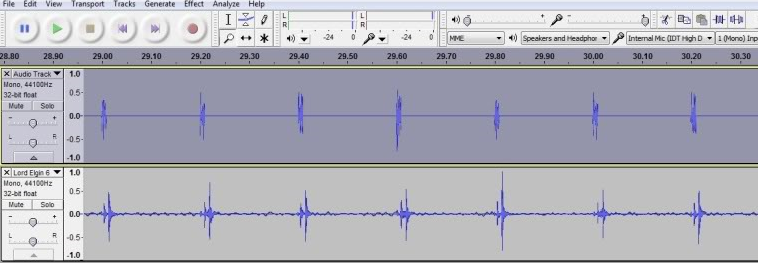 File Edit View Transport Tracks Generate Effect Analyze Help
L
R
-24 0
L
R
-24 0
- +
- +
MME Speakers and Headphor Internal Mic (IDT High D 1 (Mono) Inp
28.80 28.90 29.00 29.10 29.20 29.30 29.40 29.50 29.60 29.70 29.80 29.90 30.00 30.10 30.20 30.30
X Audio Track
Mono, 44100Hz
32-bit float
Mute Solo
- +
L R
1.0
0.5
0.0
-0.5
-1.0
X Lord Elgin 6
Mono, 44100Hz
32-bit float
Mute Solo
- +
L R
1.0
0.5
0.0
-0.5
-1.0